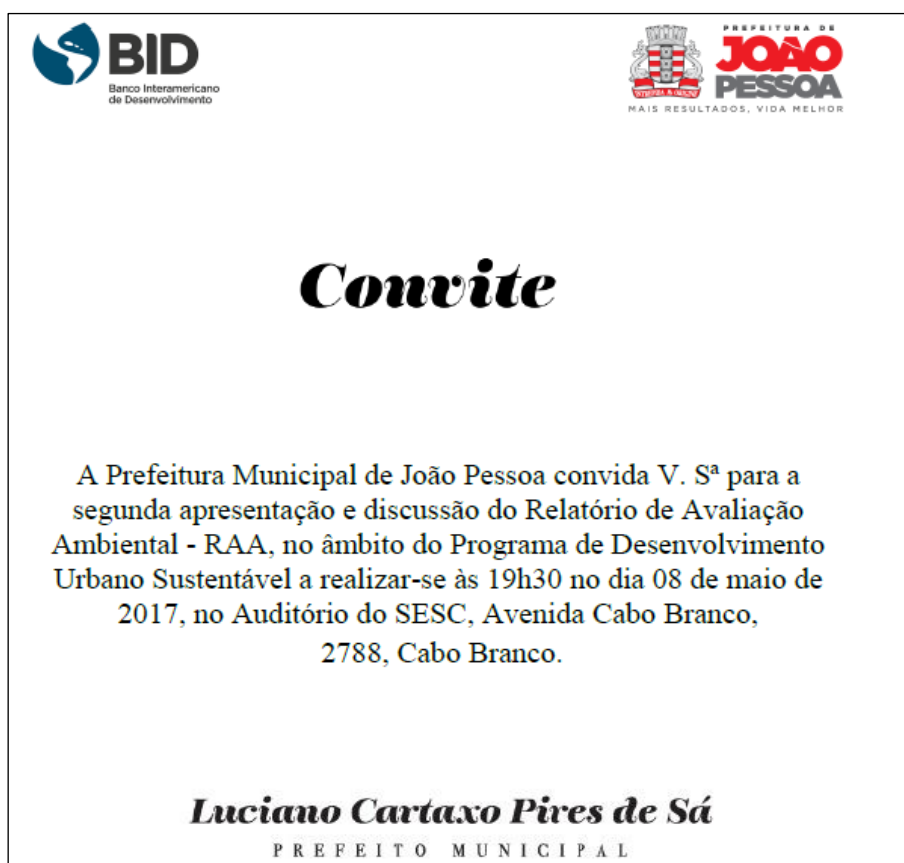 BID
Banco Interamericano
de Desenvolvimento
PREFEITURA DE
JOÃO
PESSOA
MAIS RESULTADOS, VIDA MELHOR
Convite
A Prefeitura Municipal de João Pessoa convida V. Sª para a
segunda apresentação e discussão do Relatório de Avaliação
Ambiental - RAA, no âmbito do Programa de Desenvolvimento
Urbano Sustentável a realizar-se às 19h30 no dia 08 de maio de
2017, no Auditório do SESC, Avenida Cabo Branco,
2788, Cabo Branco.
Luciano Cartaxo Pires de Sá
PREFEITO MUNICIPAL